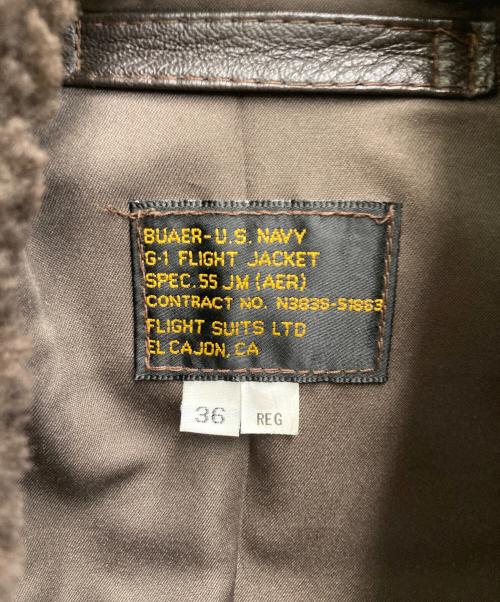 BUAER-U.S. NAVY
G-1 FLIGHT JACKET
SPEC. 55 JM (AER)
CONTRACT NO. N383S-51863
FLIGHT SUITS LTD
EL CAJON, CA
36 REG